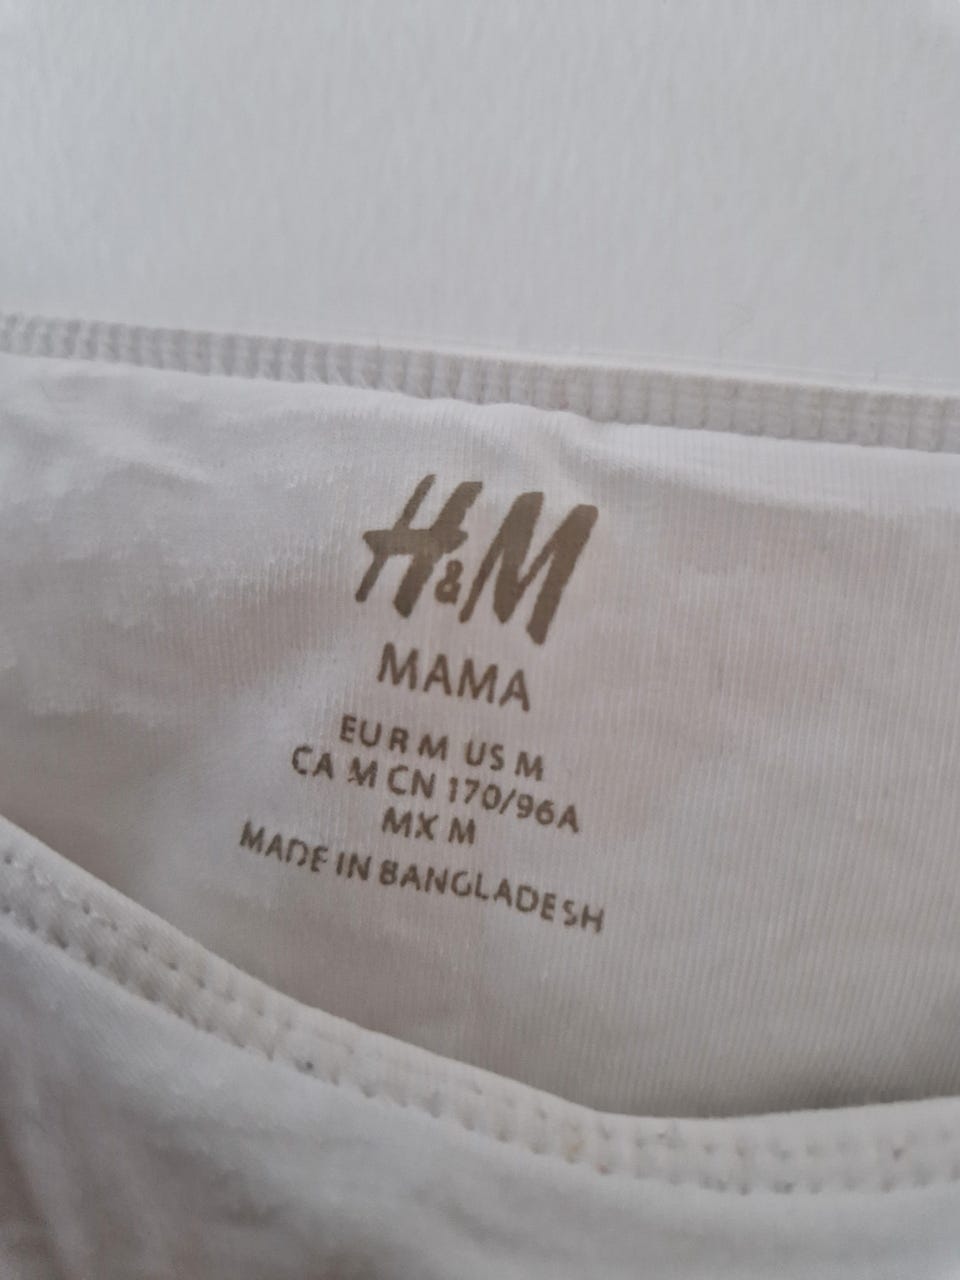 H&M
MAMA
EUR M US M
CA M CN 170/96A
MX M
MADE IN BANGLADESH